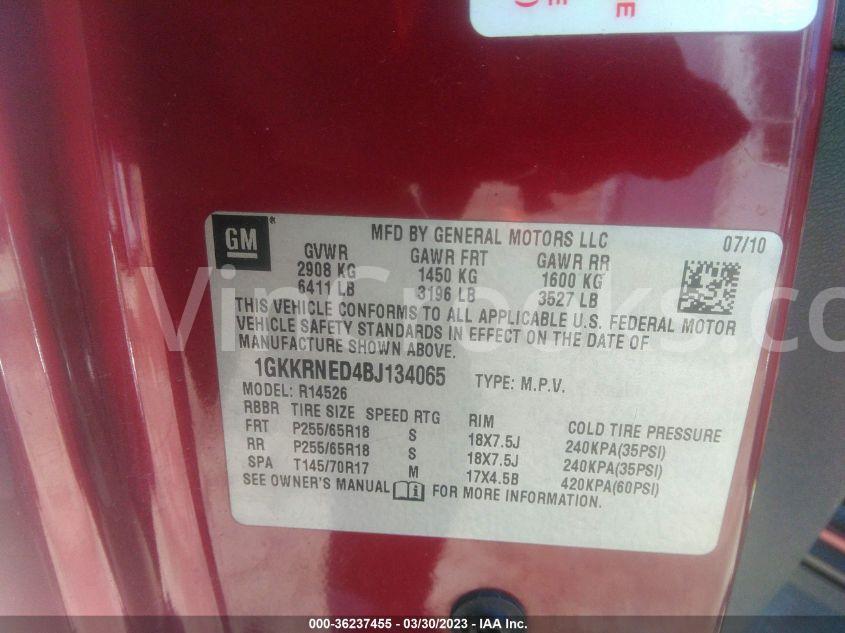 E
E
)
GM
MFD BY GENERAL MOTORS LLC 07/10
GVWR GAWR FRT GAWR RR
2908 KG 1450 KG 1600 KG
6411 LB 3196 LB 3527 LB
THIS VEHICLE CONFORMS TO ALL APPLICABLE U.S. FEDERAL MOTOR
VEHICLE SAFETY STANDARDS IN EFFECT ON THE DATE OF
MANUFACTURE SHOWN ABOVE.
1GKKRNED4BJ134065 TYPE: M.P.V.
MODEL: R14526
RBBR TIRE SIZE SPEED RTG RIM COLD TIRE PRESSURE
FRT P255/65R18 S 18X7.5J 240KPA(35PSI)
RR P255/65R18 S 18X7.5J 240KPA(35PSI)
SPA T145/70R17 M 17X4.5B 420KPA(60PSI)
SEE OWNER'S MANUAL FOR MORE INFORMATION.
000-36237455 - 03/30/2023 - IAA Inc.